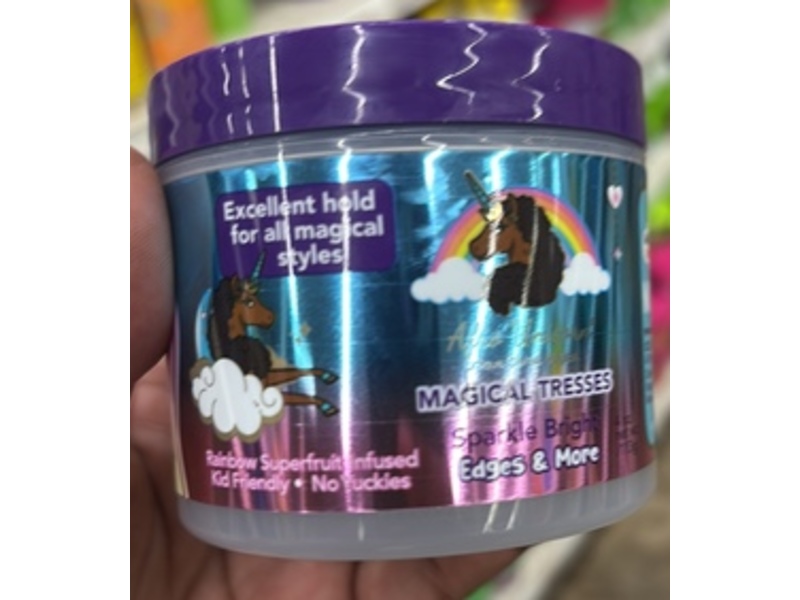 Excellent hold
for all magical
styles
MAGICAL TRESSES
Sparkle Bright
Edges & More
Rainbow Superfruit Infused
Kid Friendly • No Yuckies